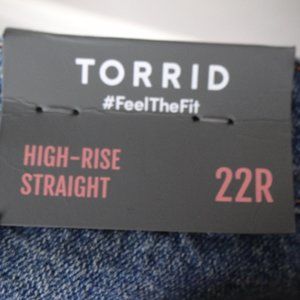 TORRID
#FeelTheFit
HIGH-RISE
STRAIGHT
22R